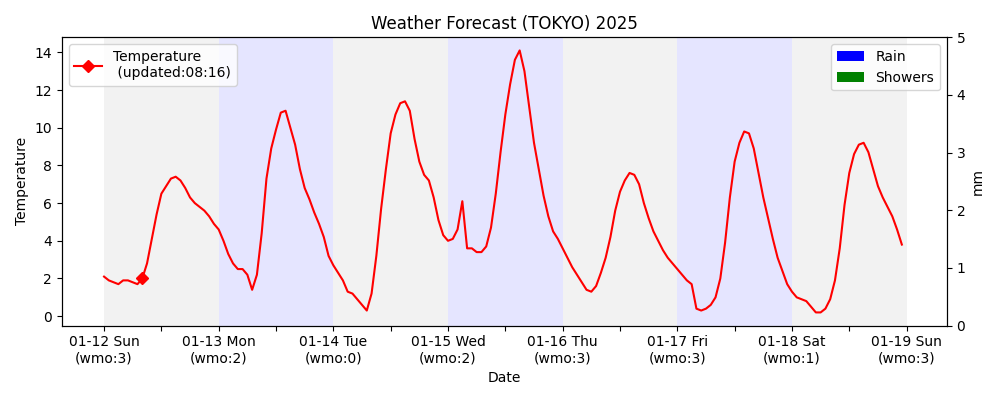 Weather Forecast (TOKYO) 2025
Temperature
(updated:08:16)
Rain
Showers
14
12
10
8
6
4
2
0
Temperature
5
4
3
2
1
0
mm
01-12 Sun
(wmo:3)
01-13 Mon
(wmo:2)
01-14 Tue
(wmo:0)
01-15 Wed
(wmo:2)
01-16 Thu
(wmo:3)
01-17 Fri
(wmo:3)
01-18 Sat
(wmo:1)
01-19 Sun
(wmo:3)
Date